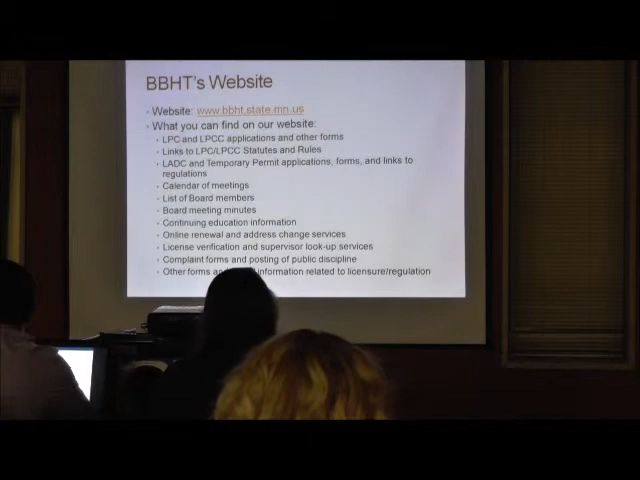 BBHT's Website
Website: www.bbht.state.mn.us
What you can find on our website:
LPC and LPCC applications and other forms
Links to LPC/LPCC Statutes and Rules
LADC and Temporary Permit applications, forms, and links to
regulations
Calendar of meetings
List of Board members
Board meeting minutes
Continuing education information
Online renewal and address change services
License verification and supervisor look-up services
Complaint forms and posting of public discipline
Other forms and information related to licensure/regulation